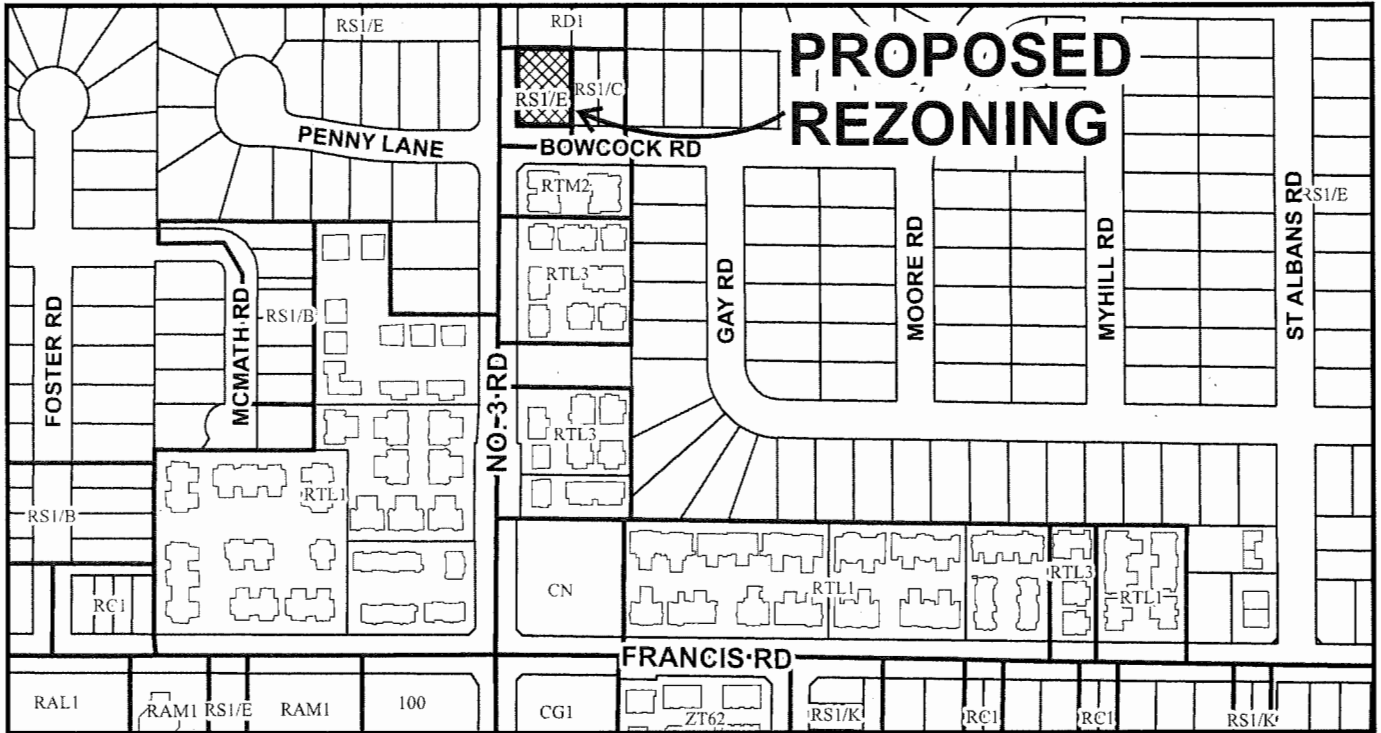 RS1/E
RD1
PROPOSED
REZONING
RS1/E
RS1/C
PENNY LANE
BOWCOCK RD
RTM2
RS1/E
FOSTER RD
MCMATH·RD
RS1/B
NO.·3·RD
RTL3
GAY RD
MOORE RD
MYHILL RD
ST ALBANS RD
RTL3
RTL1
RS1/B
RC1
CN
RTL1
RTL3
RTL1
FRANCIS·RD
RAL1
RAM1
RS1/E
RAM1
100
CG1
ZT62
RS1/K
RC1
RC1
RS1/K